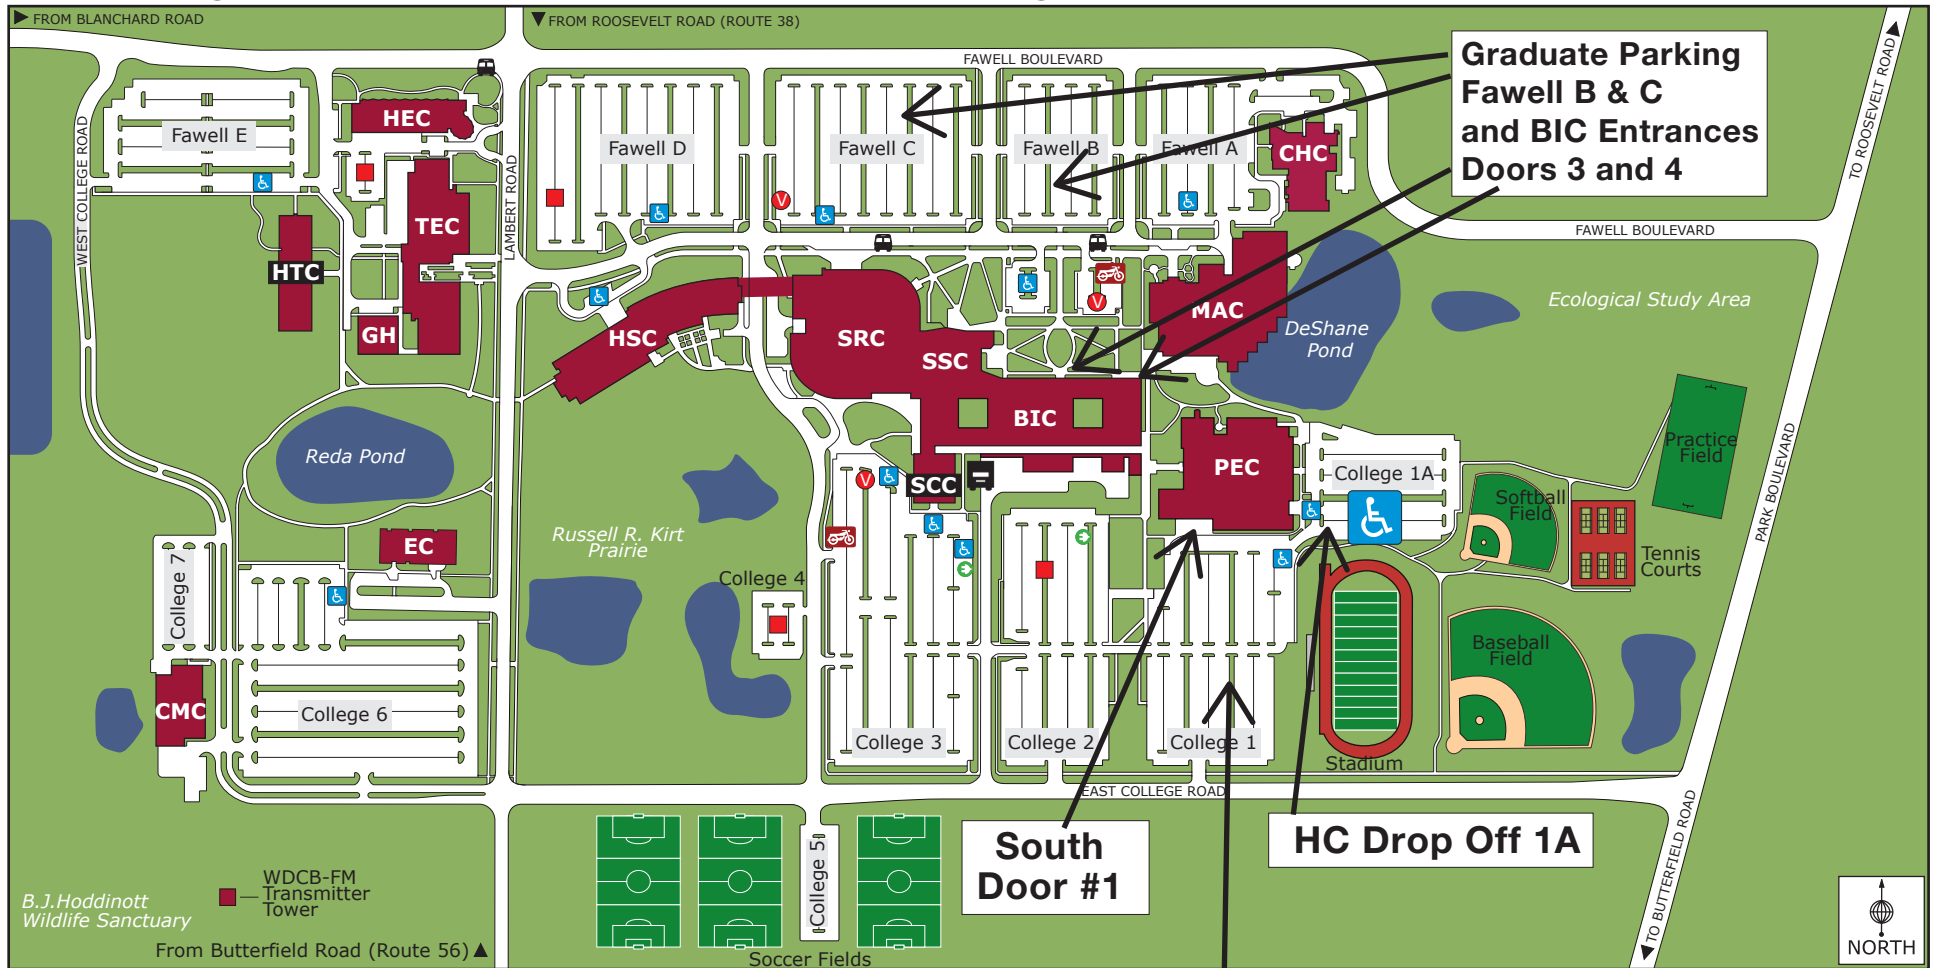 FROM BLANCHARD ROAD
FROM ROOSEVELT ROAD (ROUTE 38)
FAWELL BOULEVARD
Graduate Parking
Fawell B & C
and BIC Entrances
Doors 3 and 4
TO ROOSEVELT ROAD
WEST COLLEGE ROAD
Fawell E
HEC
LAMBERT ROAD
Fawell D
Fawell C
Fawell B
Fawell A
CHC
TEC
V
FAWELL BOULEVARD
HTC
GH
HSC
SRC
SSC
BIC
V
MAC
DeShane
Pond
Ecological Study Area
Reda Pond
Russell R. Kirt
Prairie
V
SCC
PEC
College 1A
Softball
Field
Practice
Field
Tennis
Courts
PARK BOULEVARD
EC
College 7
College 4
CMC
College 6
College 3
College 2
College 1
Stadium
Baseball
Field
EAST COLLEGE ROAD
South
Door #1
HC Drop Off 1A
College 5
Soccer Fields
WDCB-FM
Transmitter
Tower
B.J.Hoddinott
Wildlife Sanctuary
From Butterfield Road (Route 56)
TO BUTTERFIELD ROAD
NORTH